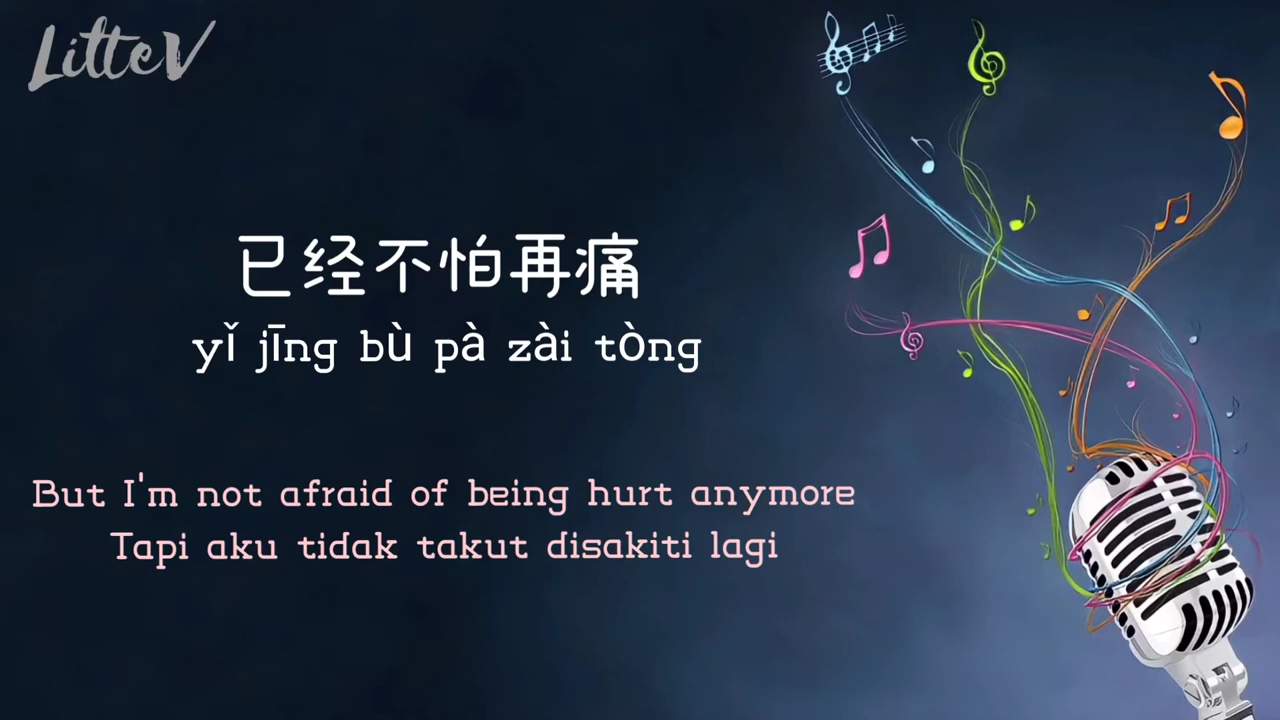 LitteV
已经不怕再痛
yǐ jīng bù pà zài tòng
But I'm not afraid of being hurt anymore
Tapi aku tidak takut disakiti lagi